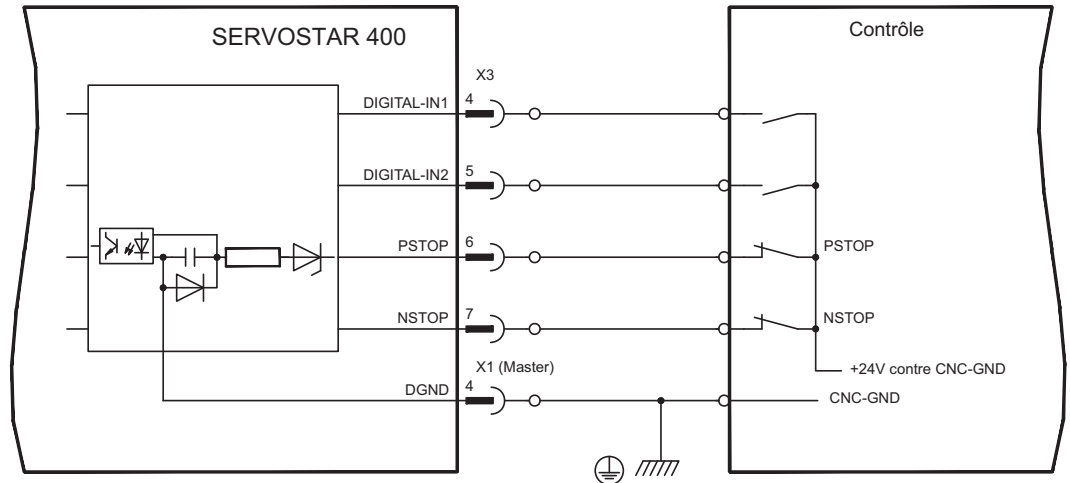 SERVOSTAR 400
Contrôle
X3
DIGITAL-IN1 4
DIGITAL-IN2 5
PSTOP 6 PSTOP
NSTOP 7 NSTOP
X1 (Master)
+24V contre CNC-GND
DGND 4 CNC-GND